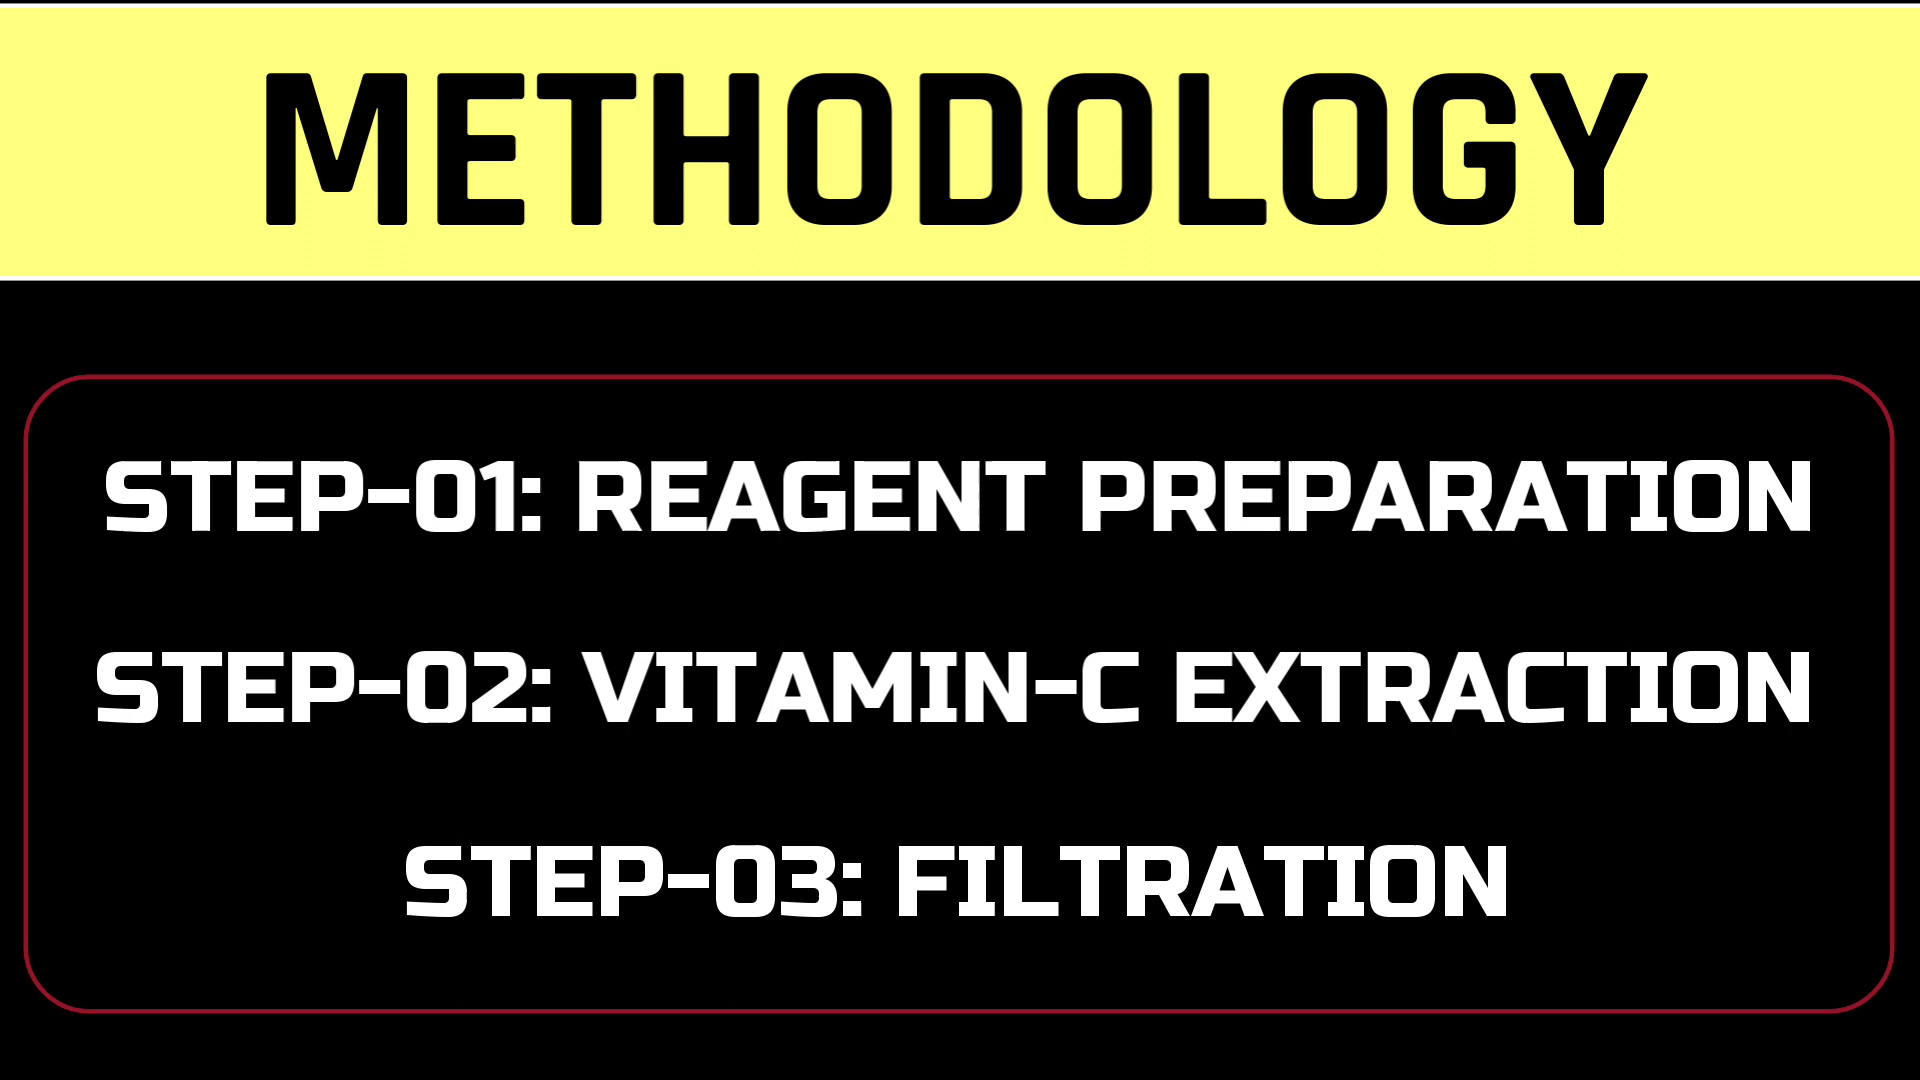 METHODOLOGY
STEP-01: REAGENT PREPARATION
STEP-02: VITAMIN-C EXTRACTION
STEP-03: FILTRATION